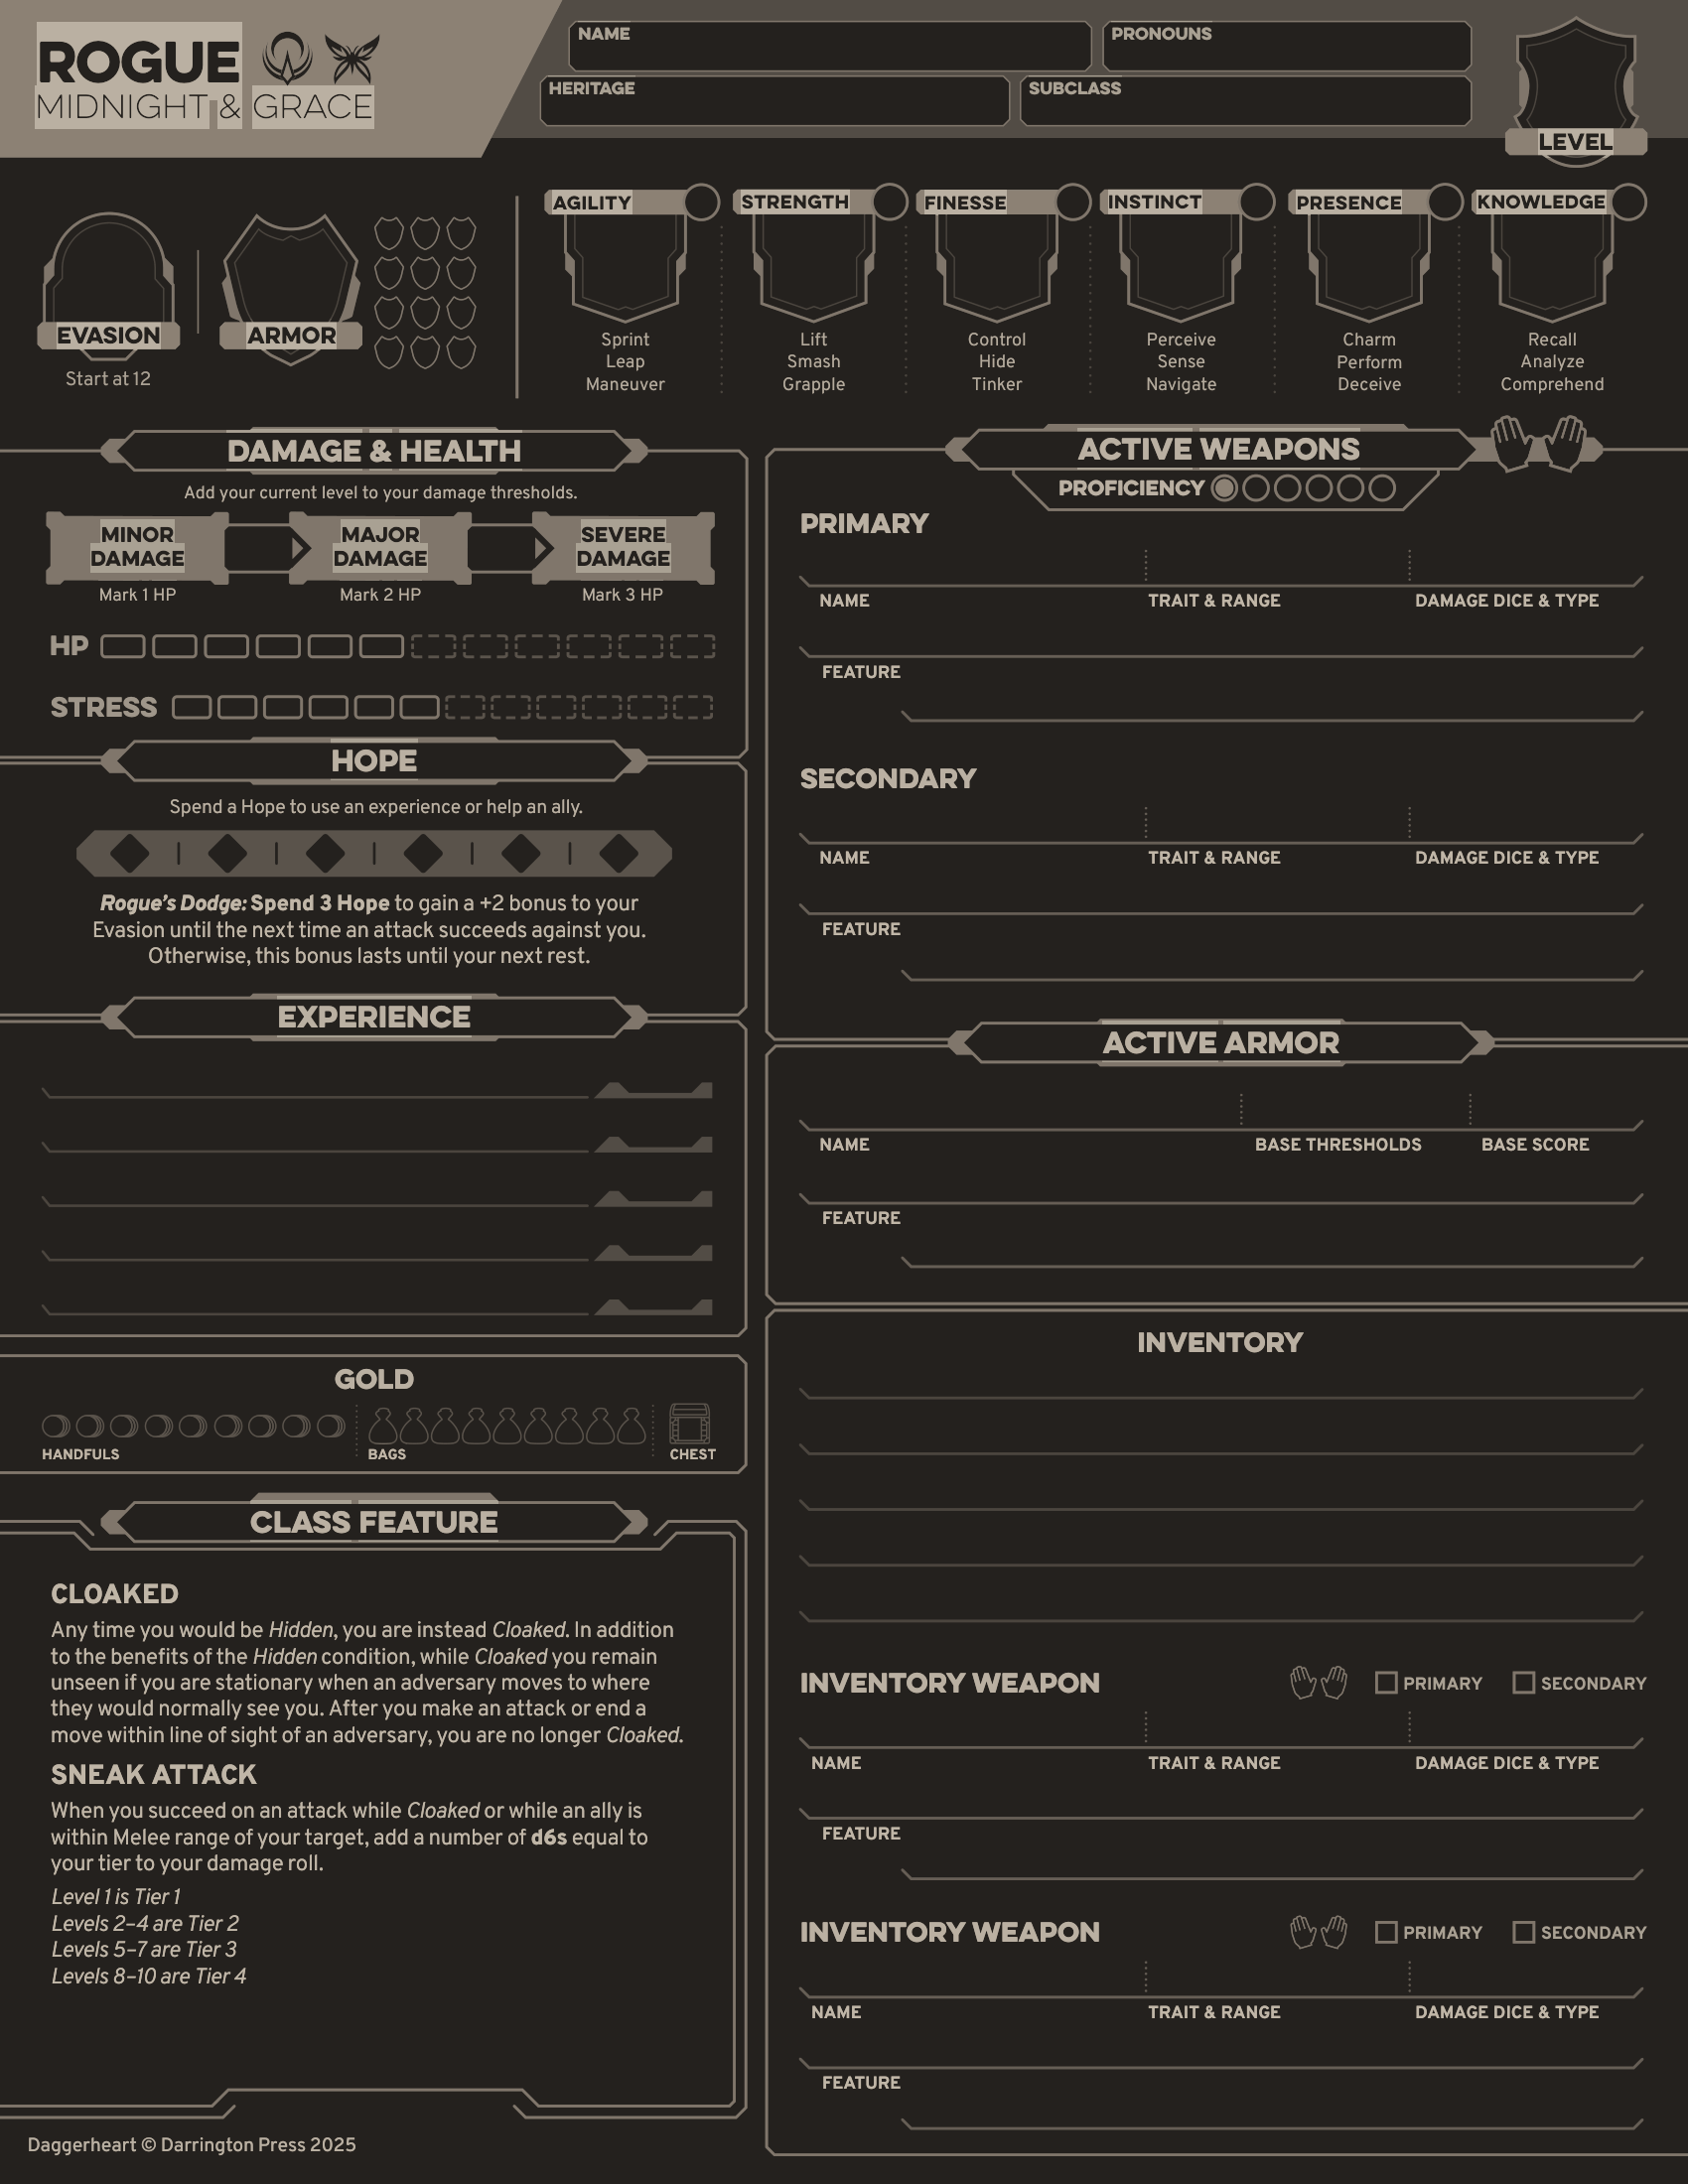 ROGUE
MIDNIGHT & GRACE
NAME
PRONOUNS
HERITAGE
SUBCLASS
LEVEL
EVASION
Start at 12
ARMOR
AGILITY
Sprint
Leap
Maneuver
STRENGTH
Lift
Smash
Grapple
FINESSE
Control
Hide
Tinker
INSTINCT
Perceive
Sense
Navigate
PRESENCE
Charm
Perform
Deceive
KNOWLEDGE
Recall
Analyze
Comprehend
DAMAGE & HEALTH
Add your current level to your damage thresholds.
MINOR
DAMAGE
Mark 1 HP
MAJOR
DAMAGE
Mark 2 HP
SEVERE
DAMAGE
Mark 3 HP
HP
STRESS
HOPE
Spend a Hope to use an experience or help an ally.
Rogue's Dodge: Spend 3 Hope to gain a +2 bonus to your
Evasion until the next time an attack succeeds against you.
Otherwise, this bonus lasts until your next rest.
EXPERIENCE
GOLD
HANDFULS
BAGS
CHEST
CLASS FEATURE
CLOAKED
Any time you would be Hidden, you are instead Cloaked. In addition
to the benefits of the Hidden condition, while Cloaked you remain
unseen if you are stationary when an adversary moves to where
they would normally see you. After you make an attack or end a
move within line of sight of an adversary, you are no longer Cloaked.
SNEAK ATTACK
When you succeed on an attack while Cloaked or while an ally is
within Melee range of your target, add a number of d6s equal to
your tier to your damage roll.
Level 1 is Tier 1
Levels 2–4 are Tier 2
Levels 5–7 are Tier 3
Levels 8–10 are Tier 4
Daggerheart © Darrington Press 2025
ACTIVE WEAPONS
PROFICIENCY
PRIMARY
NAME
TRAIT & RANGE
DAMAGE DICE & TYPE
FEATURE
SECONDARY
NAME
TRAIT & RANGE
DAMAGE DICE & TYPE
FEATURE
ACTIVE ARMOR
NAME
BASE THRESHOLDS
BASE SCORE
FEATURE
INVENTORY
INVENTORY WEAPON
PRIMARY
SECONDARY
NAME
TRAIT & RANGE
DAMAGE DICE & TYPE
FEATURE
INVENTORY WEAPON
PRIMARY
SECONDARY
NAME
TRAIT & RANGE
DAMAGE DICE & TYPE
FEATURE